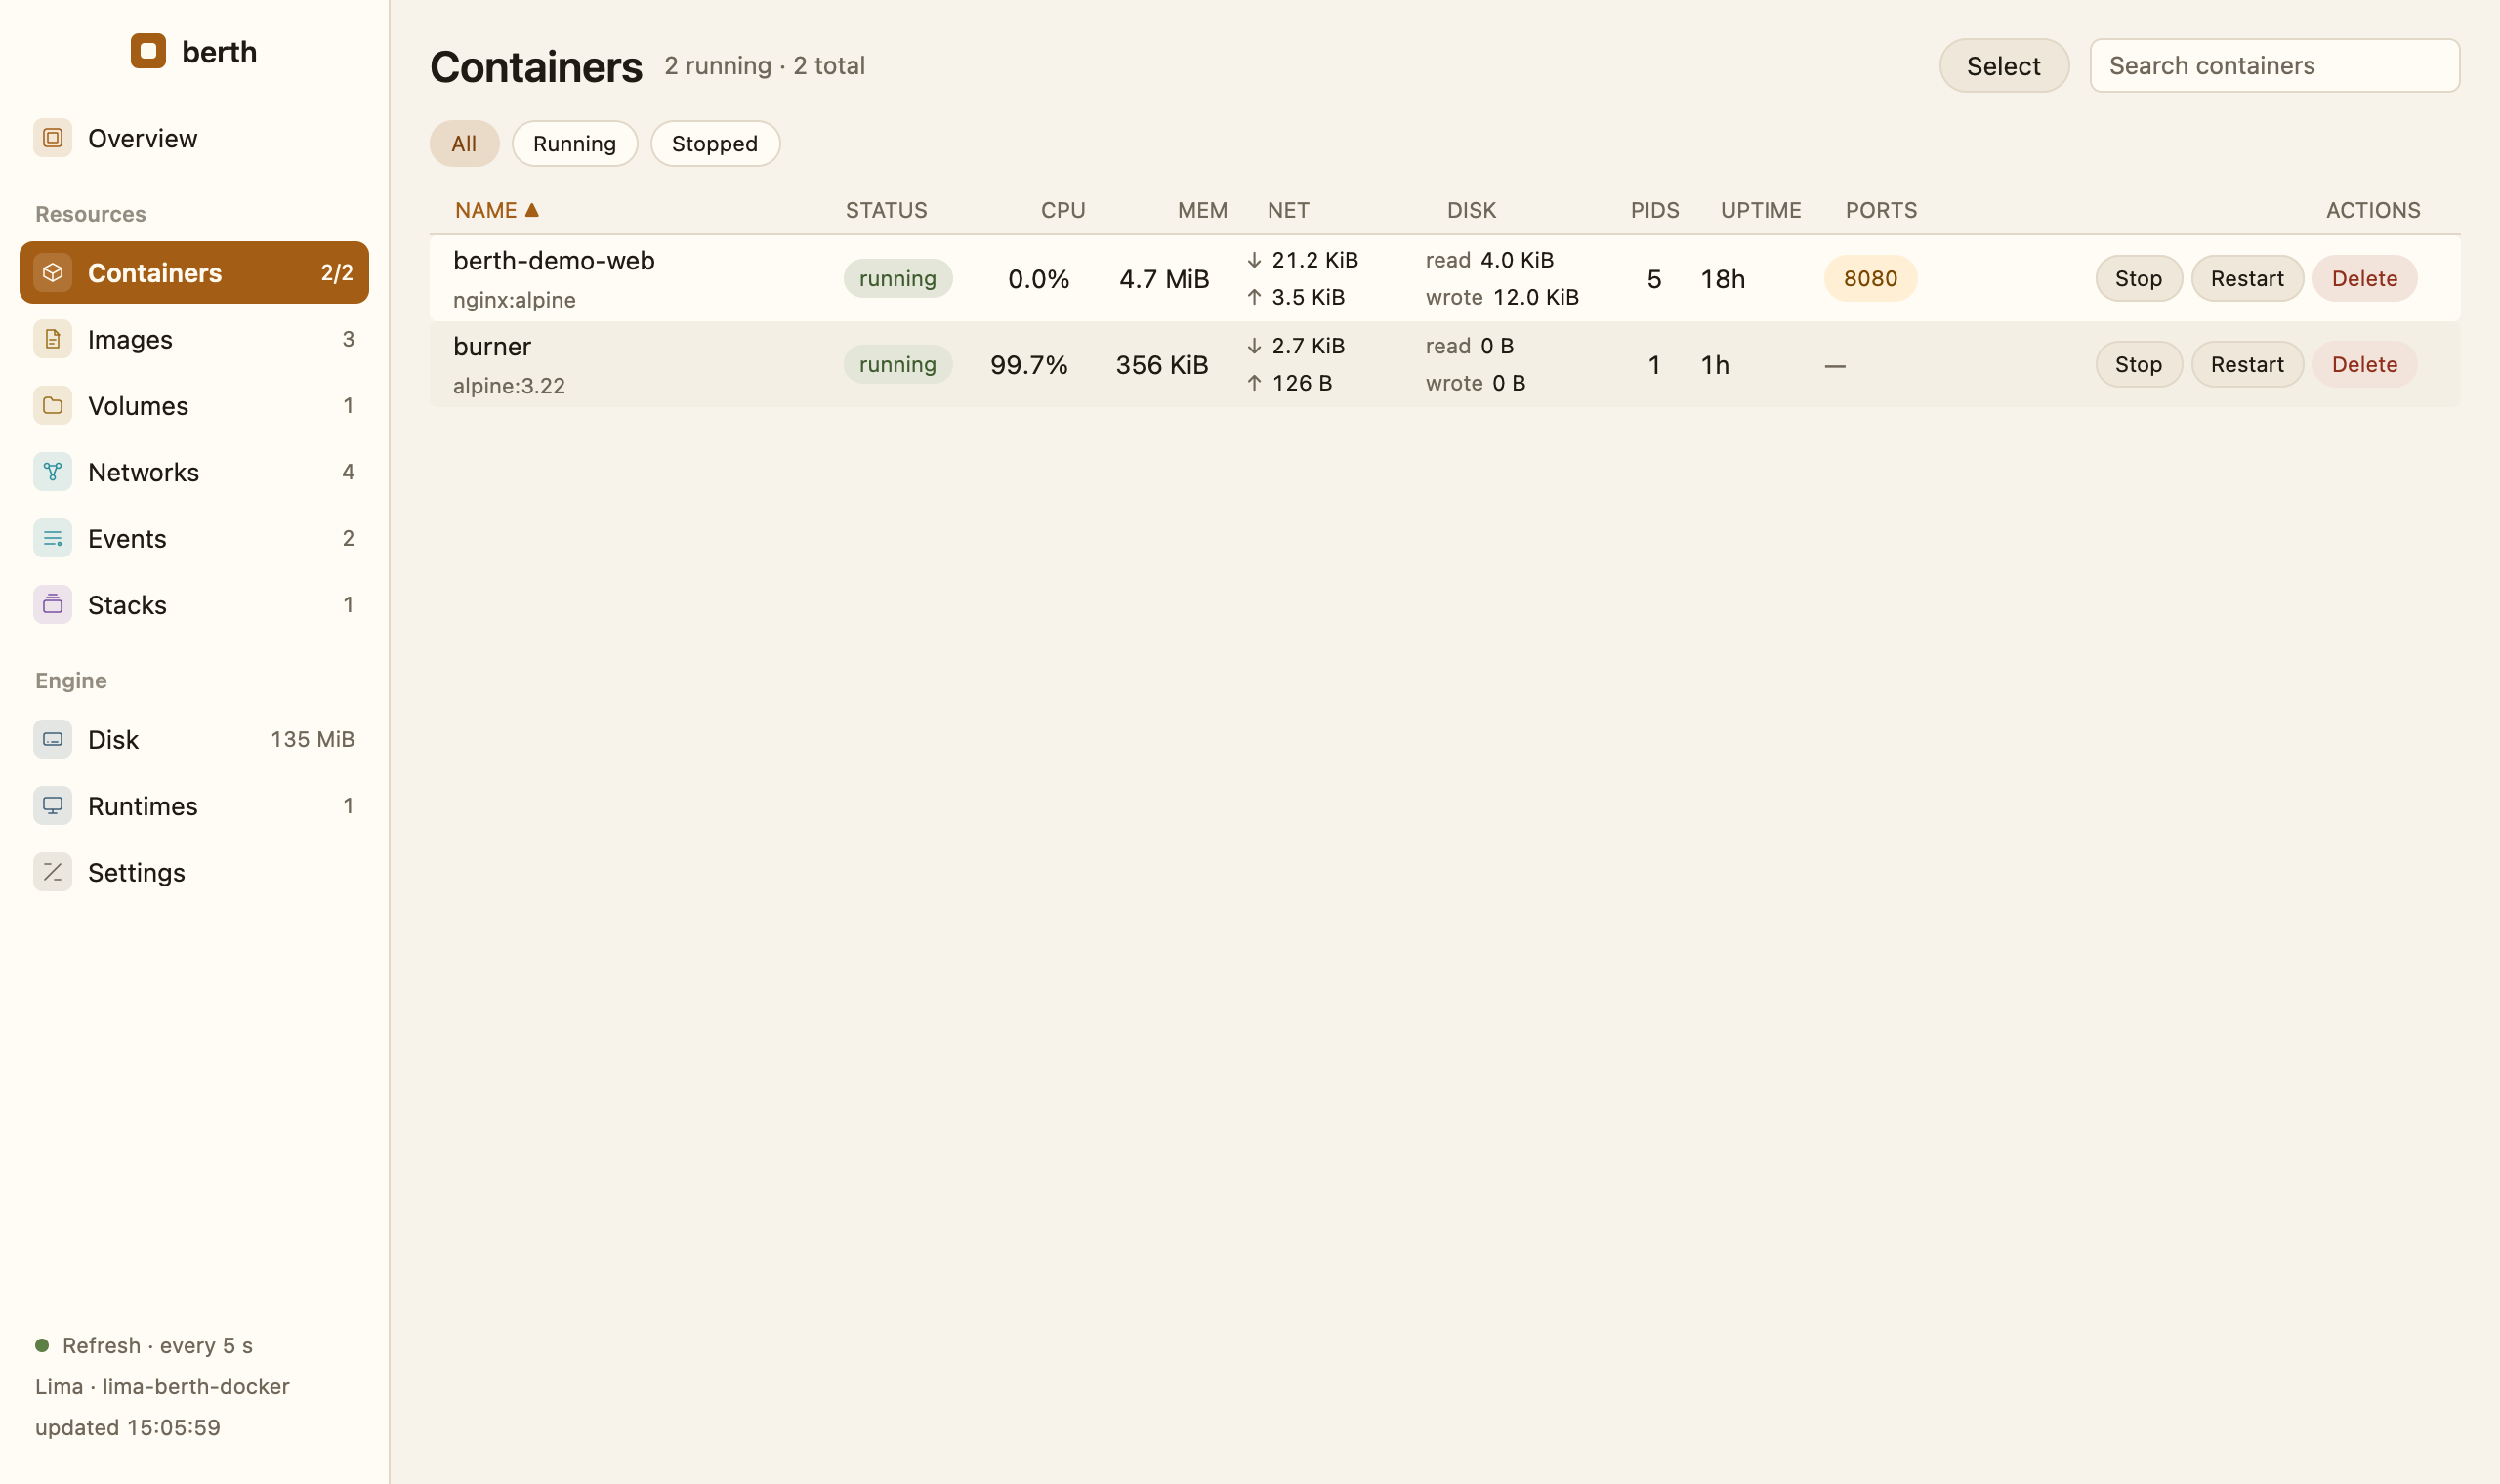 berth
Overview
Resources
Containers 2/2
Images 3
Volumes 1
Networks 4
Events 2
Stacks 1
Engine
Disk 135 MiB
Runtimes 1
Settings
Refresh · every 5 s
Lima · lima-berth-docker
updated 15:05:59
Containers 2 running · 2 total
Select
Search containers
All Running Stopped
NAME ▲ STATUS CPU MEM NET DISK PIDS UPTIME PORTS ACTIONS
berth-demo-web
nginx:alpine
running 0.0% 4.7 MiB
↓ 21.2 KiB
↑ 3.5 KiB
read 4.0 KiB
wrote 12.0 KiB
5 18h 8080 Stop Restart Delete
burner
alpine:3.22
running 99.7% 356 KiB
↓ 2.7 KiB
↑ 126 B
read 0 B
wrote 0 B
1 1h — Stop Restart Delete